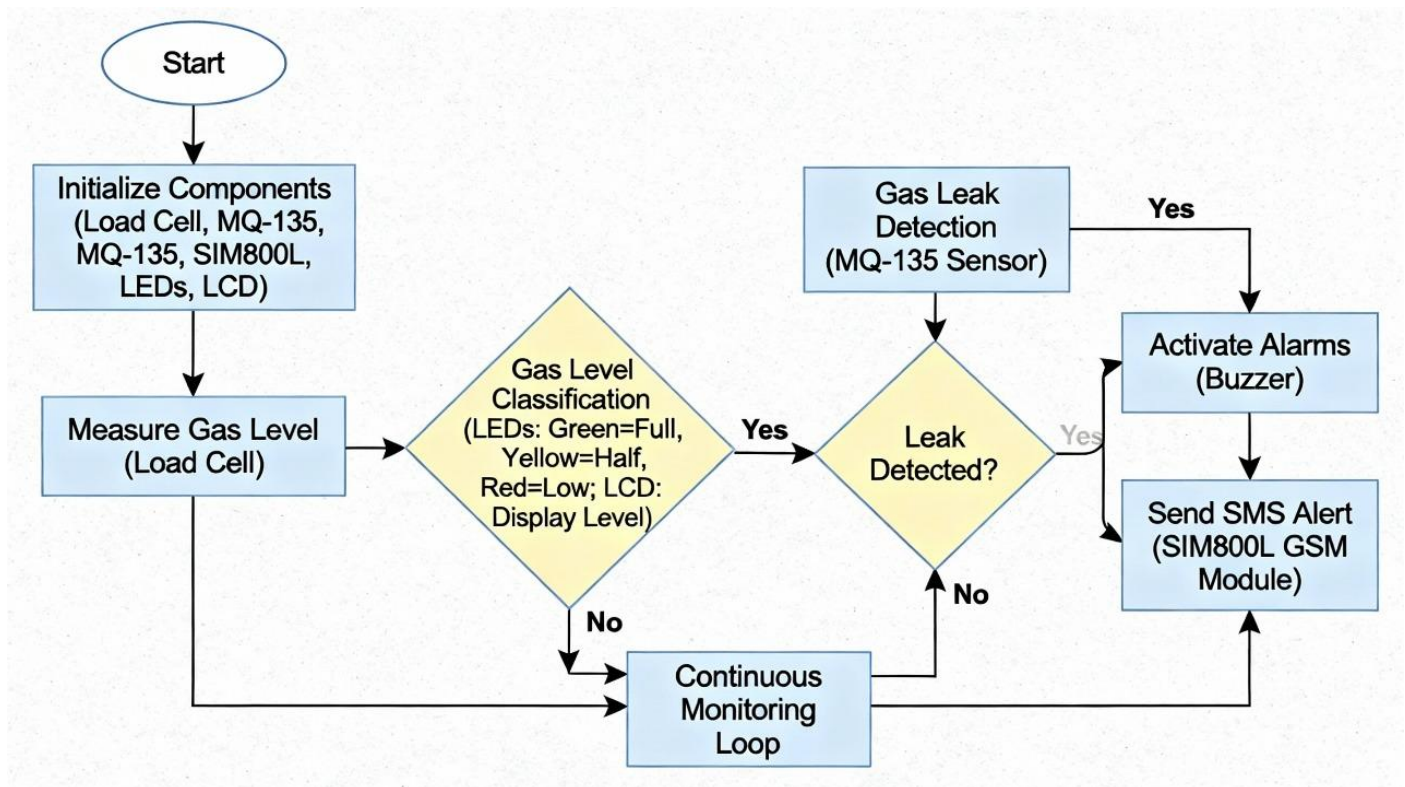 Start
Initialize Components
(Load Cell, MQ-135,
MQ-135, SIM800L,
LEDs, LCD)
Measure Gas Level
(Load Cell)
Gas Level
Classification
(LEDs: Green=Full,
Yellow=Half,
Red=Low; LCD:
Display Level)
Yes
No
Gas Leak
Detection
(MQ-135 Sensor)
Yes
Leak
Detected?
Yes
No
Activate Alarms
(Buzzer)
Send SMS Alert
(SIM800L GSM
Module)
Continuous
Monitoring
Loop